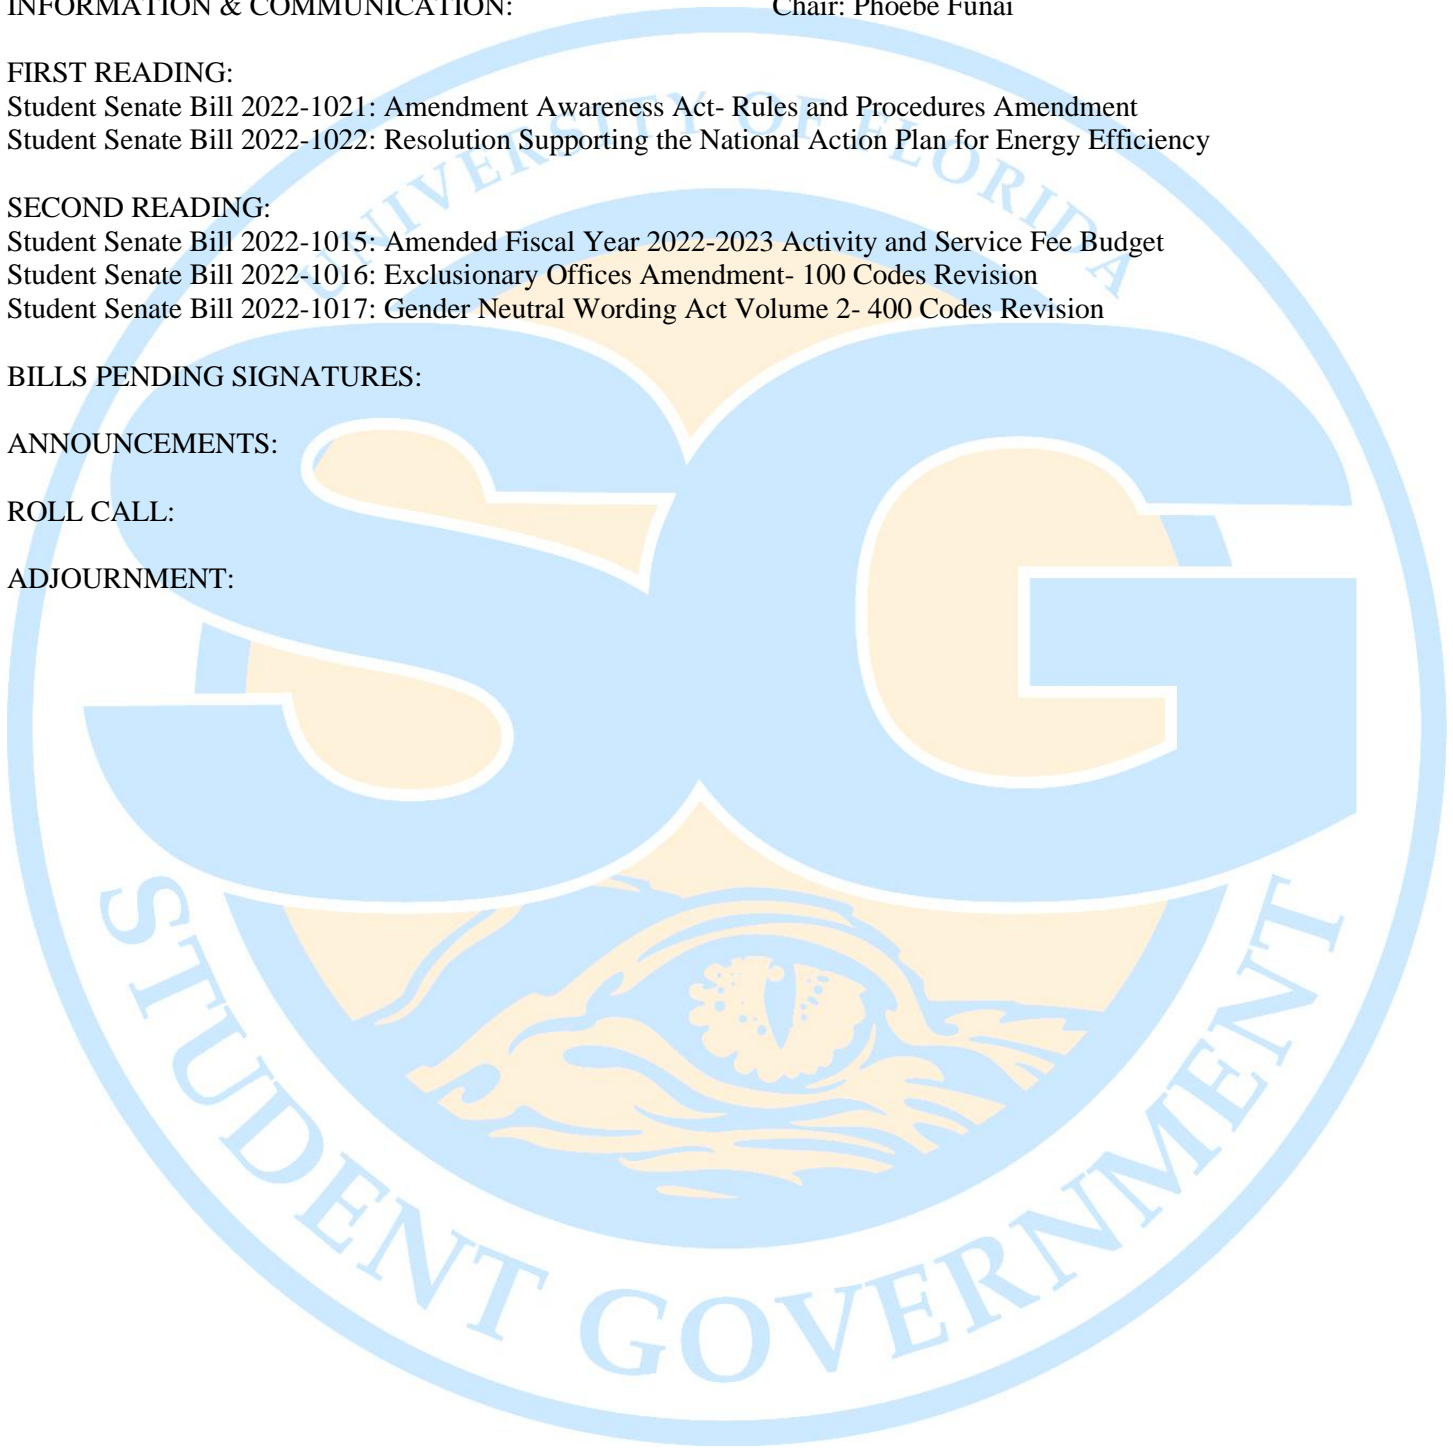 INFORMATION & COMMUNICATION: Chair: Phoebe Funai
FIRST READING:
Student Senate Bill 2022-1021: Amendment Awareness Act- Rules and Procedures Amendment
Student Senate Bill 2022-1022: Resolution Supporting the National Action Plan for Energy Efficiency
SECOND READING:
Student Senate Bill 2022-1015: Amended Fiscal Year 2022-2023 Activity and Service Fee Budget
Student Senate Bill 2022-1016: Exclusionary Offices Amendment- 100 Codes Revision
Student Senate Bill 2022-1017: Gender Neutral Wording Act Volume 2- 400 Codes Revision
BILLS PENDING SIGNATURES:
ANNOUNCEMENTS:
ROLL CALL:
ADJOURNMENT:
UNIVERSITY OF FLORIDA
SG
STUDENT GOVERNMENT